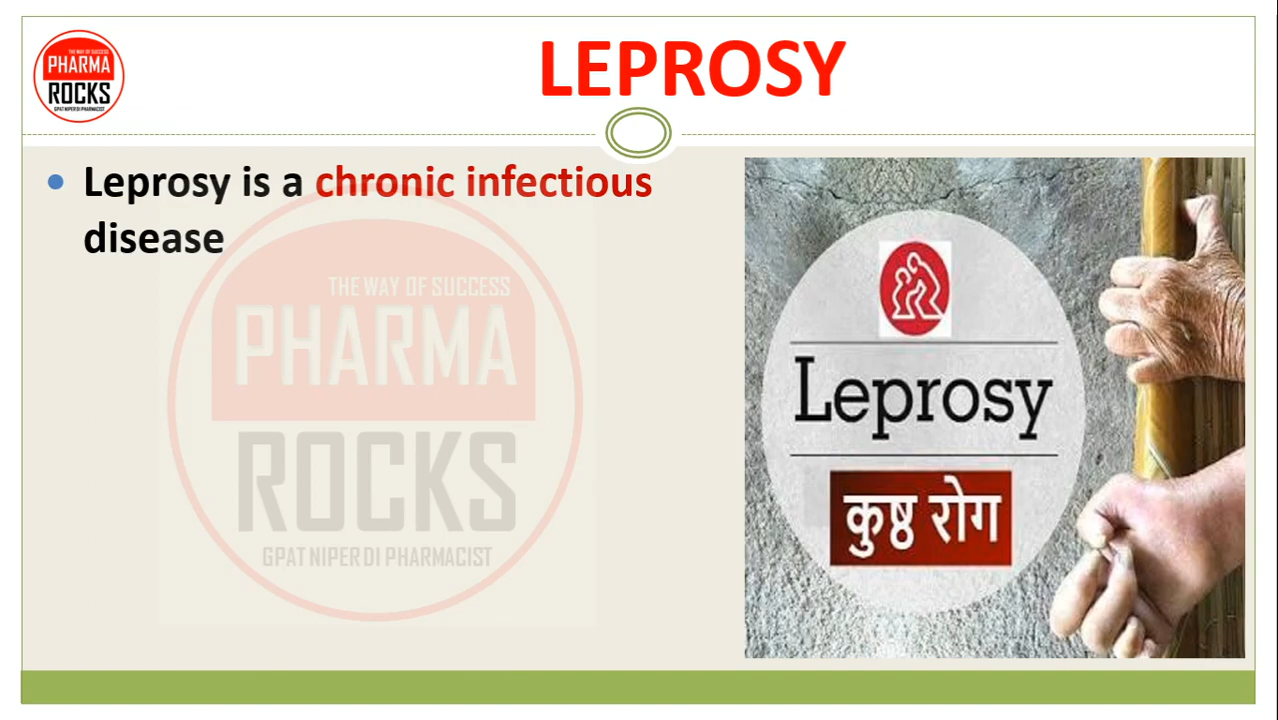 THE WAY OF SUCCESS
PHARMA
ROCKS
GPAT NIPER DI PHARMACIST
LEPROSY
• Leprosy is a chronic infectious
disease
THE WAY OF SUCCESS
PHARMA
ROCKS
GPAT NIPER DI PHARMACIST
Leprosy
कुष्ठ रोग